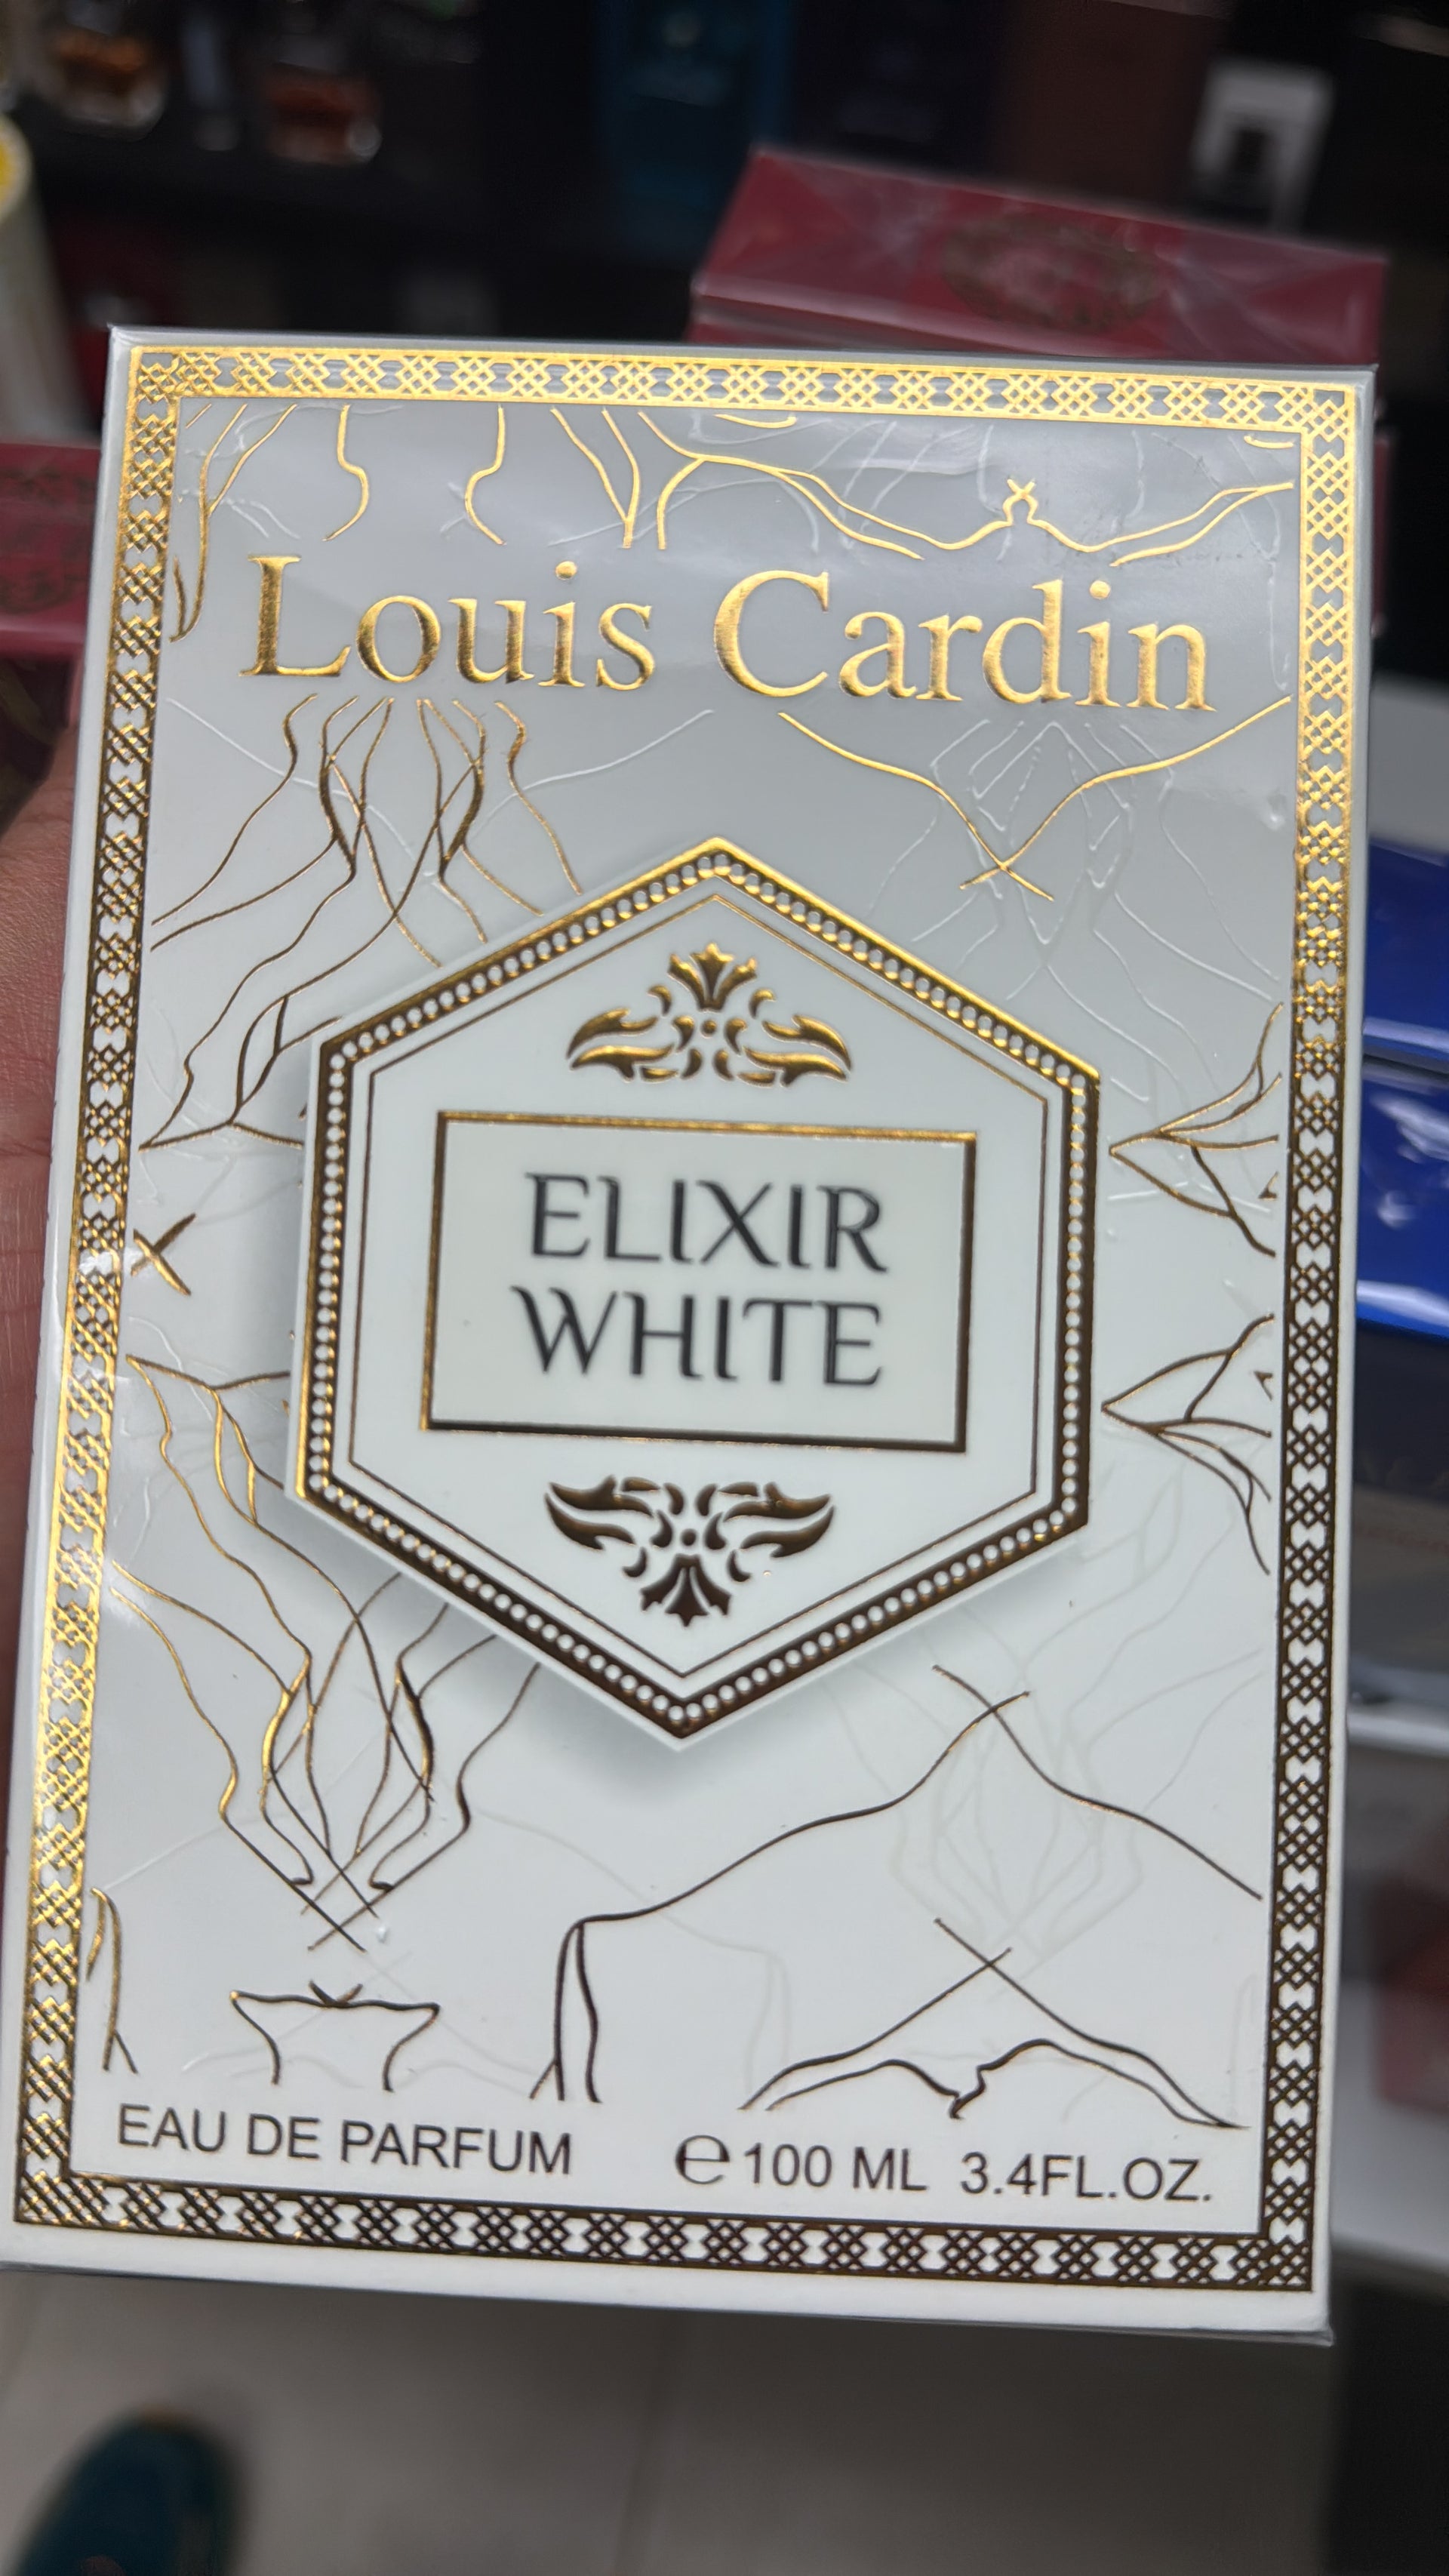 Louis Cardin
ELIXIR
WHITE
EAU DE PARFUM ℮100 ML 3.4FL.OZ.